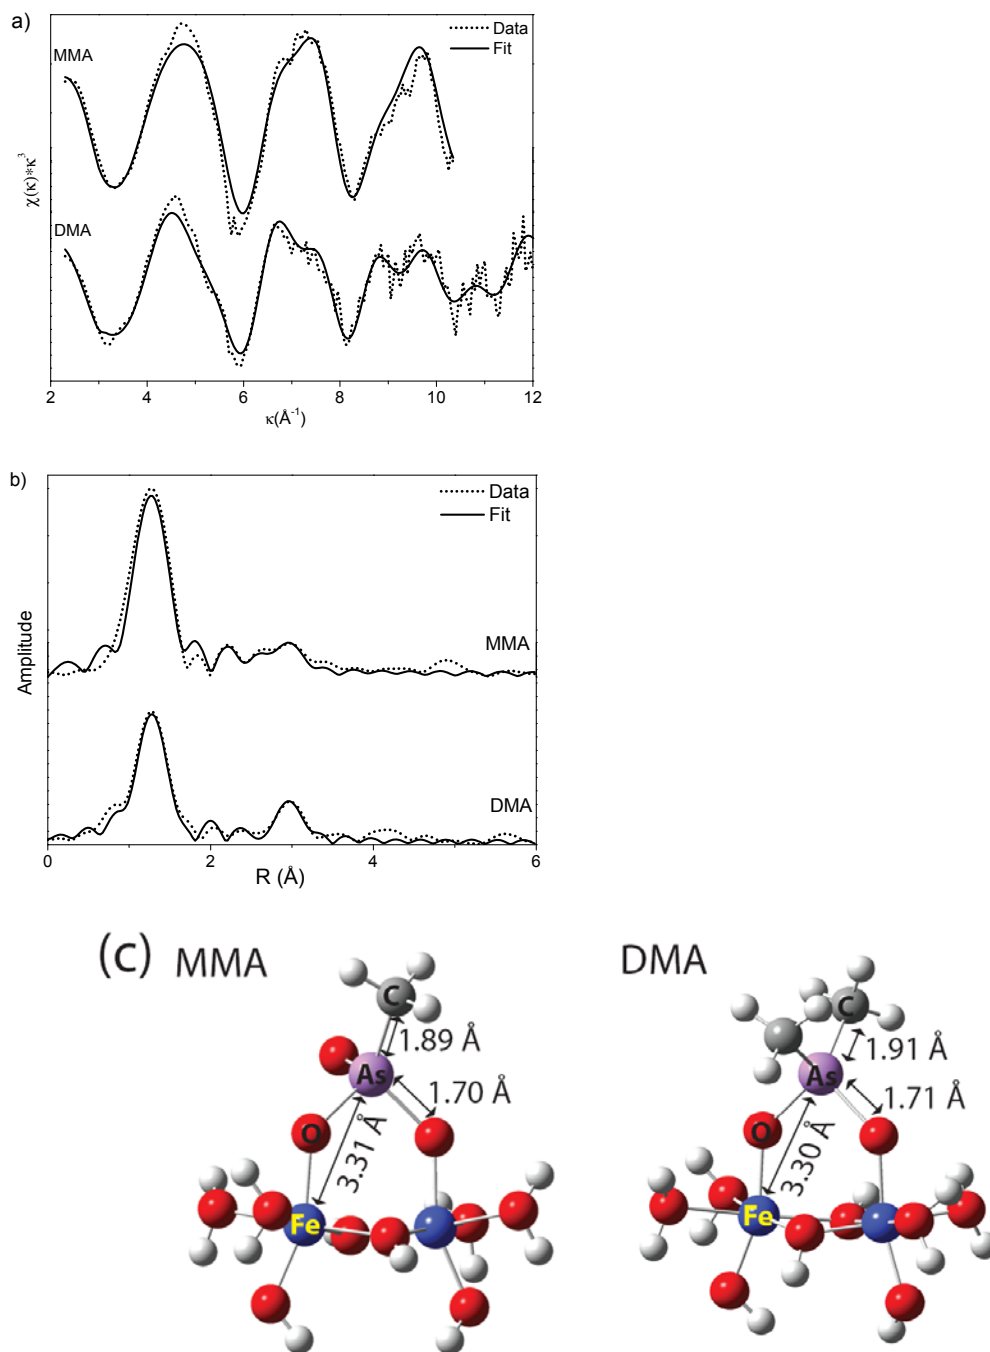 a)
Data
Fit
MMA
DMA
χ(κ)*κ³
2 4 6 8 10 12
κ(Å⁻¹)
b)
Data
Fit
MMA
DMA
Amplitude
0 2 4 6
R (Å)
(c) MMA
DMA
C
1.89 Å
As
1.70 Å
O
3.31 Å
Fe
C
1.91 Å
As
1.71 Å
O
3.30 Å
Fe